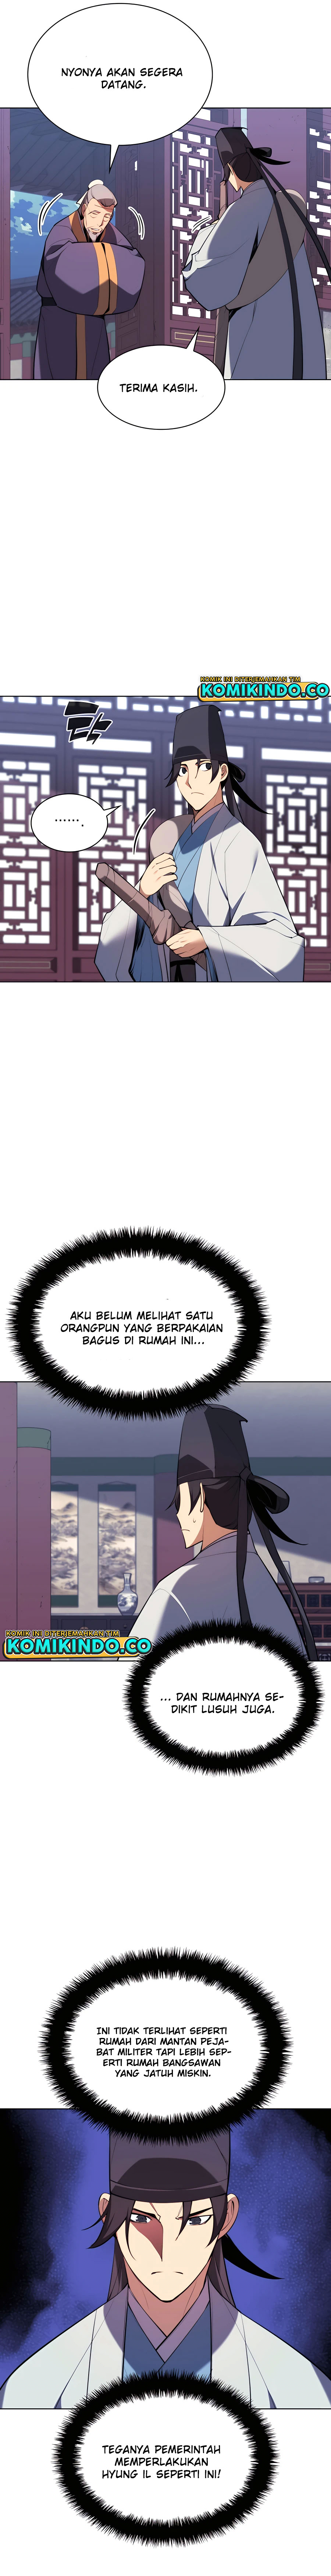 NYONYA AKAN SEGERA
DATANG.
TERIMA KASIH.
KOMIK INI DITERJEMAHKAN TIM
KOMIKINDO.CO
......
AKU BELUM MELIHAT SATU
ORANGPUN YANG BERPAKAIAN
BAGUS DI RUMAH INI...
KOMIK INI DITERJEMAHKAN TIM
KOMIKINDO.CO
... DAN RUMAHNYA SE-
DIKIT LUSUH JUGA.
INI TIDAK TERLIHAT SEPERTI
RUMAH DARI MANTAN PEJA-
BAT MILITER TAPI LEBIH SEP-
ERTI RUMAH BANGSAWAN
YANG JATUH MISKIN.
TEGANYA PEMERINTAH
MEMPERLAKUKAN
HYUNG IL SEPERTI INI!